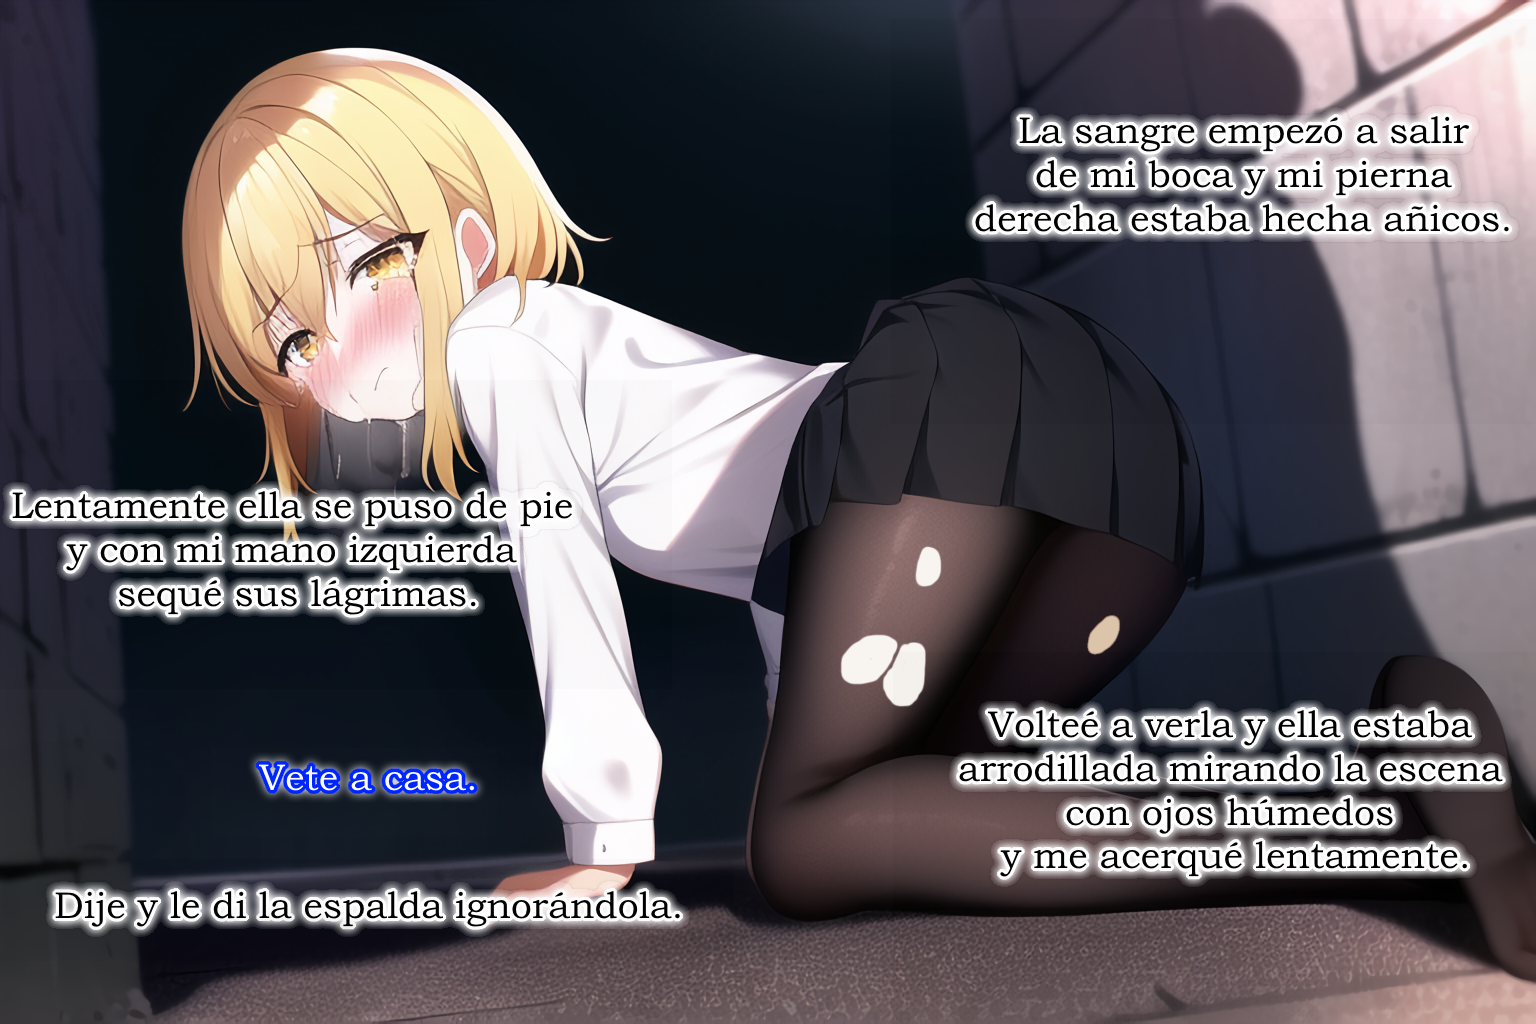 La sangre empezó a salir
de mi boca y mi pierna
derecha estaba hecha añicos.
Volteé a verla y ella estaba
arrodillada mirando la escena
con ojos húmedos
y me acerqué lentamente.
Lentamente ella se puso de pie
y con mi mano izquierda
sequé sus lágrimas.
Vete a casa.
Dije y le di la espalda ignorándola.